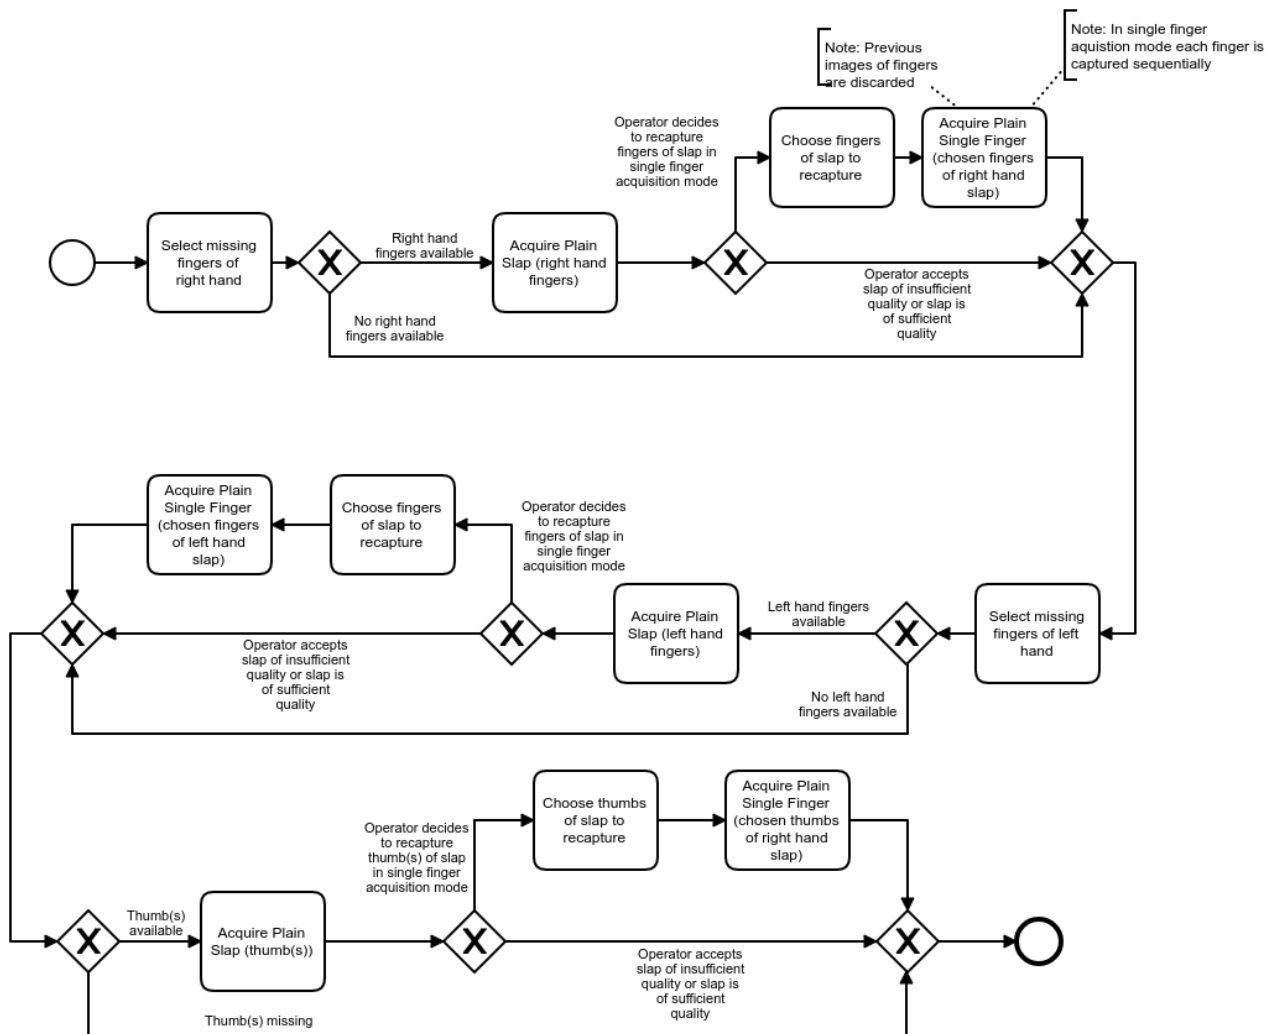 Note: Previous
images of fingers
are discarded
Note: In single finger
aquistion mode each finger is
captured sequentially
Operator decides
to recapture
fingers of slap in
single finger
acquisition mode
Choose fingers
of slap to
recapture
Acquire Plain
Single Finger
(chosen fingers
of right hand
slap)
Select missing
fingers of
right hand
X
Right hand
fingers available
Acquire Plain
Slap (right hand
fingers)
X
Operator accepts
slap of insufficient
quality or slap is
of sufficient
quality
X
No right hand
fingers available
Acquire Plain
Single Finger
(chosen fingers
of left hand
slap)
Choose fingers
of slap to
recapture
Operator decides
to recapture
fingers of slap in
single finger
acquisition mode
X
Operator accepts
slap of insufficient
quality or slap is
of sufficient
quality
X
Acquire Plain
Slap (left hand
fingers)
Left hand fingers
available
X
Select missing
fingers of left
hand
No left hand
fingers available
Operator decides
to recapture
thumb(s) of slap
in single finger
acquisition mode
Choose thumbs
of slap to
recapture
Acquire Plain
Single Finger
(chosen thumbs
of right hand
slap)
X
Thumb(s)
available
Acquire Plain
Slap (thumb(s))
X
Operator accepts
slap of insufficient
quality or slap is
of sufficient
quality
X
Thumb(s) missing